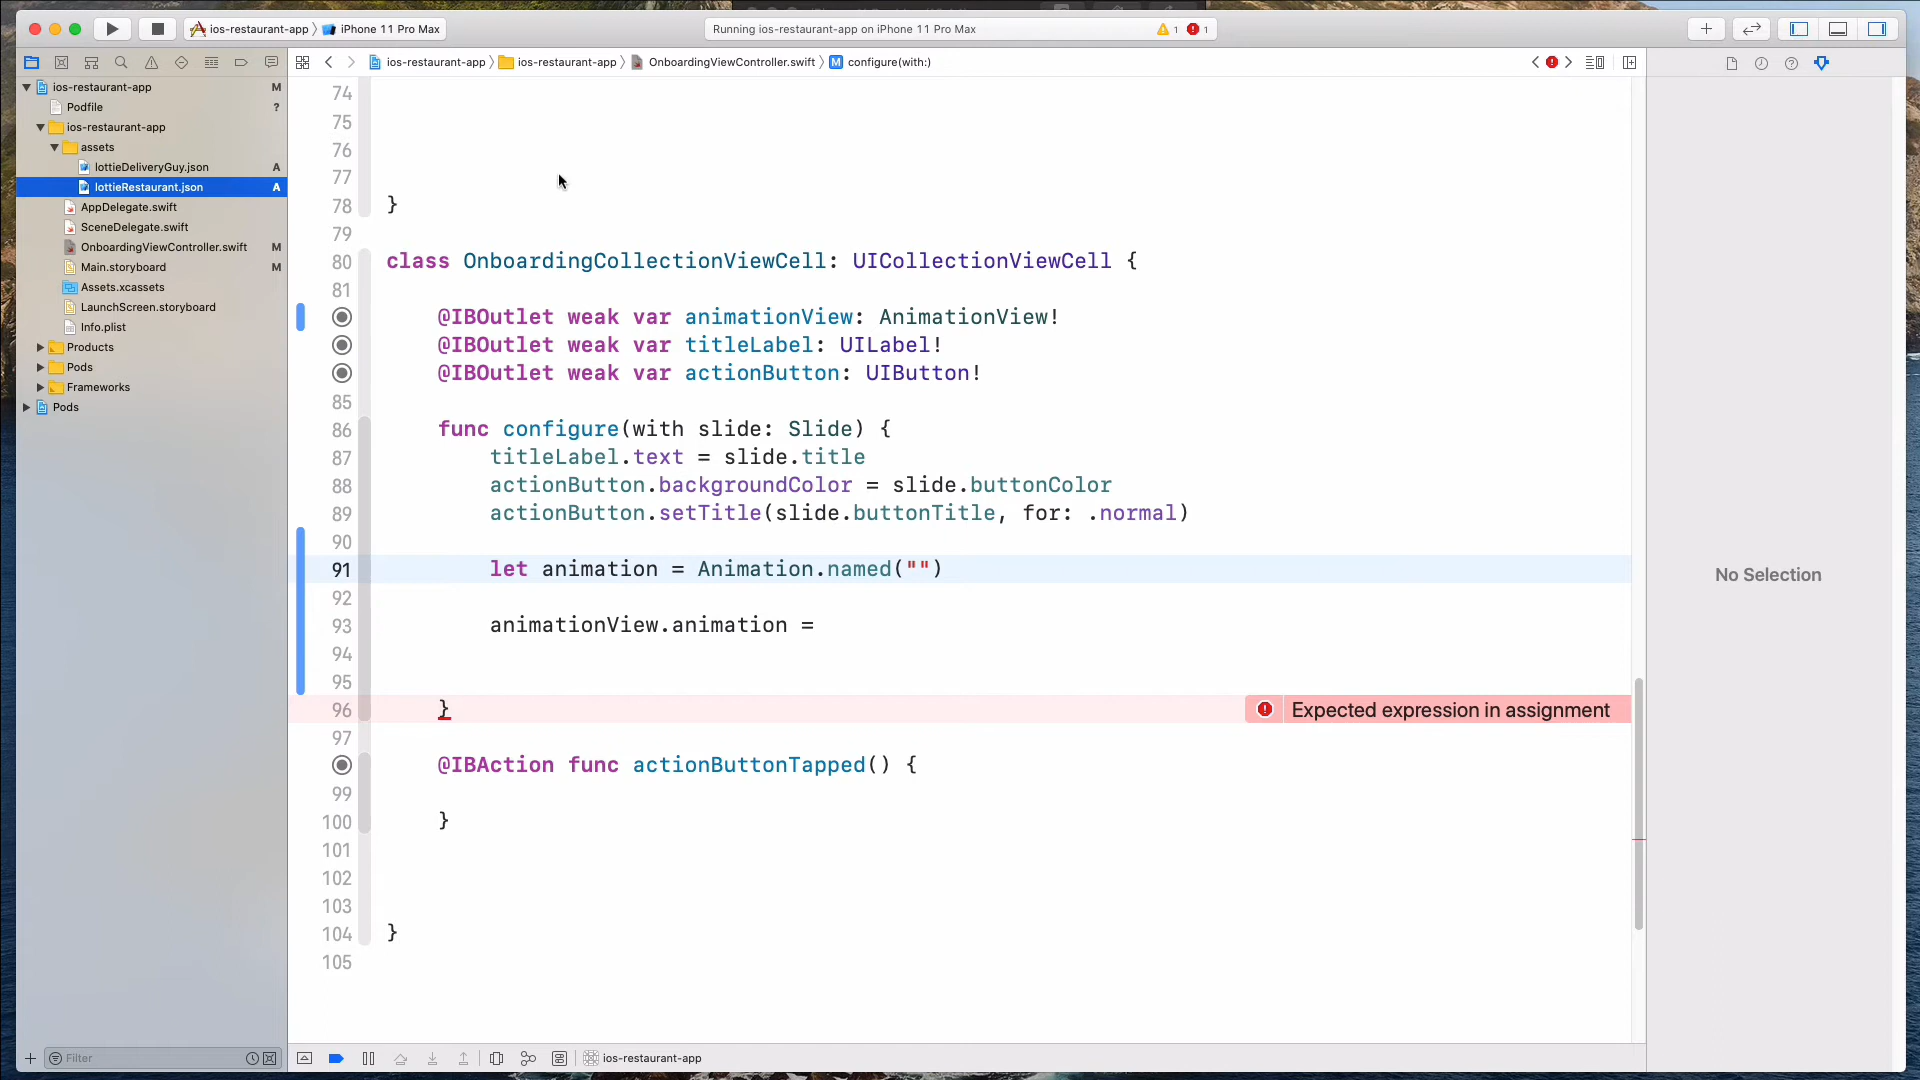 ios-restaurant-app 〉 iPhone 11 Pro Max
Running ios-restaurant-app on iPhone 11 Pro Max
1
1
ios-restaurant-app 〉 ios-restaurant-app 〉 OnboardingViewController.swift 〉 M configure(with:)
ios-restaurant-app M
Podfile ?
ios-restaurant-app
assets
lottieDeliveryGuy.json A
lottieRestaurant.json A
AppDelegate.swift
SceneDelegate.swift
OnboardingViewController.swift M
Main.storyboard M
Assets.xcassets
LaunchScreen.storyboard
Info.plist
Products
Pods
Frameworks
Pods
74
75
76
77
78 }
79
80 class OnboardingCollectionViewCell: UICollectionViewCell {
81
@IBOutlet weak var animationView: AnimationView!
@IBOutlet weak var titleLabel: UILabel!
@IBOutlet weak var actionButton: UIButton!
85
86 func configure(with slide: Slide) {
87 titleLabel.text = slide.title
88 actionButton.backgroundColor = slide.buttonColor
89 actionButton.setTitle(slide.buttonTitle, for: .normal)
90
91 let animation = Animation.named("")
92
93 animationView.animation =
94
95
96 } Expected expression in assignment
97
@IBAction func actionButtonTapped() {
99
100 }
101
102
103
104 }
105
No Selection
Filter
ios-restaurant-app